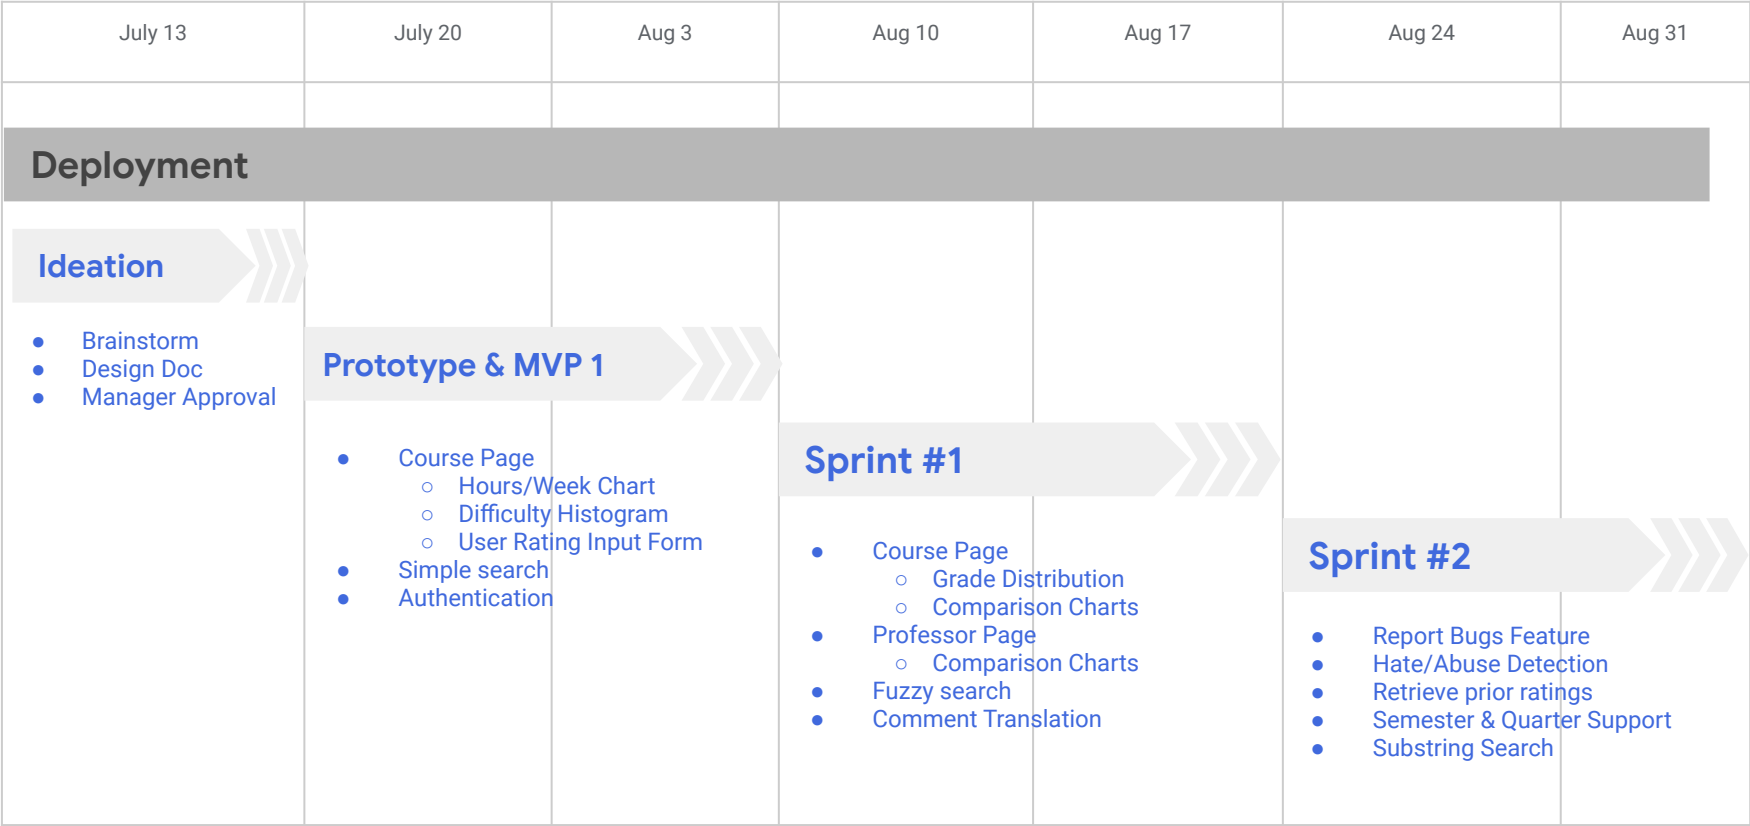 July 13
July 20
Aug 3
Aug 10
Aug 17
Aug 24
Aug 31
Deployment
Ideation
● Brainstorm
● Design Doc
● Manager Approval
Prototype & MVP 1
● Course Page
○ Hours/Week Chart
○ Difficulty Histogram
○ User Rating Input Form
● Simple search
● Authentication
Sprint #1
● Course Page
○ Grade Distribution
○ Comparison Charts
● Professor Page
○ Comparison Charts
● Fuzzy search
● Comment Translation
Sprint #2
● Report Bugs Feature
● Hate/Abuse Detection
● Retrieve prior ratings
● Semester & Quarter Support
● Substring Search